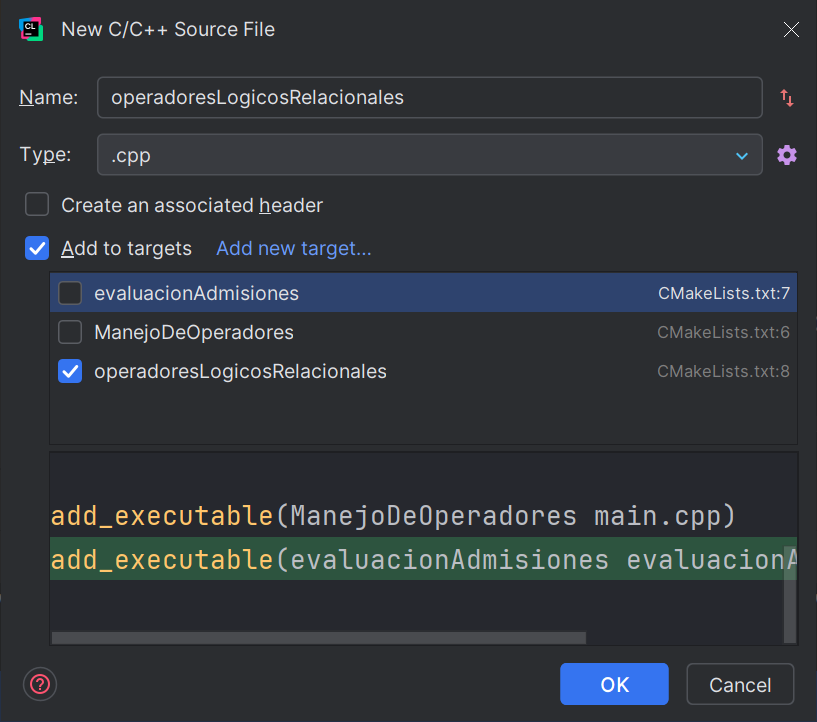 CL
New C/C++ Source File
Name: operadoresLogicosRelacionales
Type: .cpp
Create an associated header
Add to targets Add new target...
evaluacionAdmisiones CMakeLists.txt:7
ManejoDeOperadores CMakeLists.txt:6
operadoresLogicosRelacionales CMakeLists.txt:8
add_executable(ManejoDeOperadores main.cpp)
add_executable(evaluacionAdmisiones evaluacionA
? OK Cancel